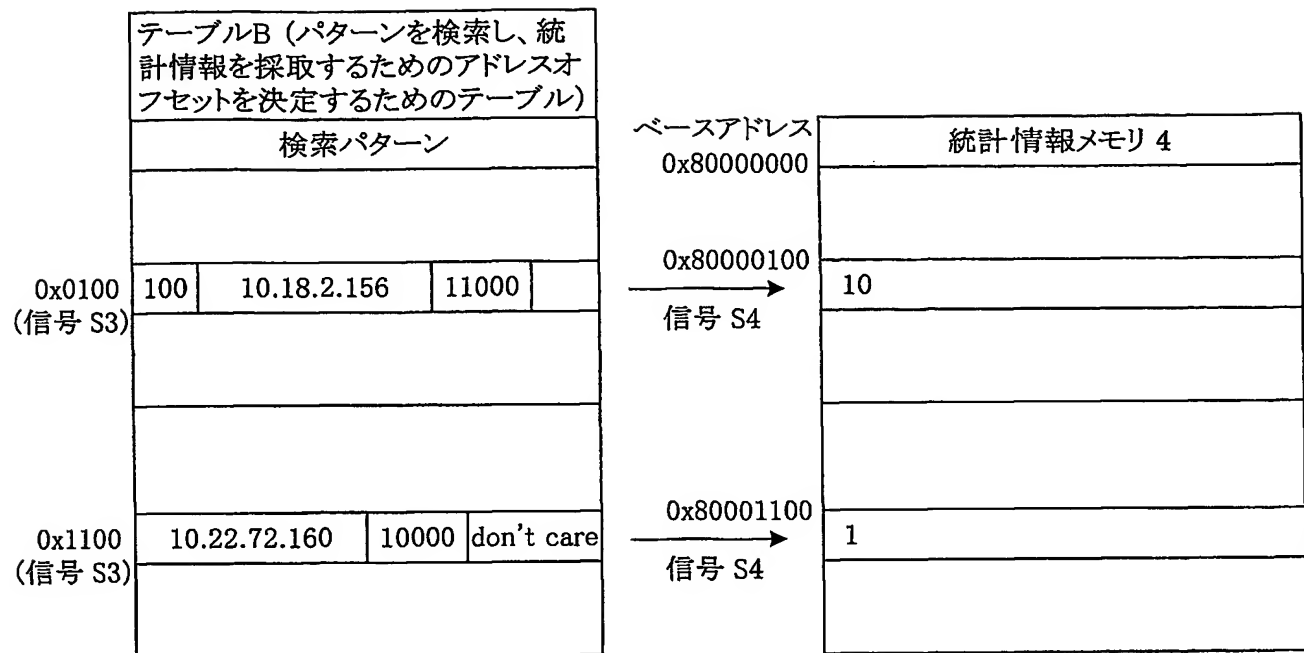 テーブルB（パターンを検索し、統
計情報を採取するためのアドレスオ
フセットを決定するためのテーブル）
検索パターン
ベースアドレス
0x80000000
統計情報メモリ 4
0x0100
(信号 S3)
100
10.18.2.156
11000
0x80000100
信号 S4
10
0x1100
(信号 S3)
10.22.72.160
10000
don't care
0x80001100
信号 S4
1